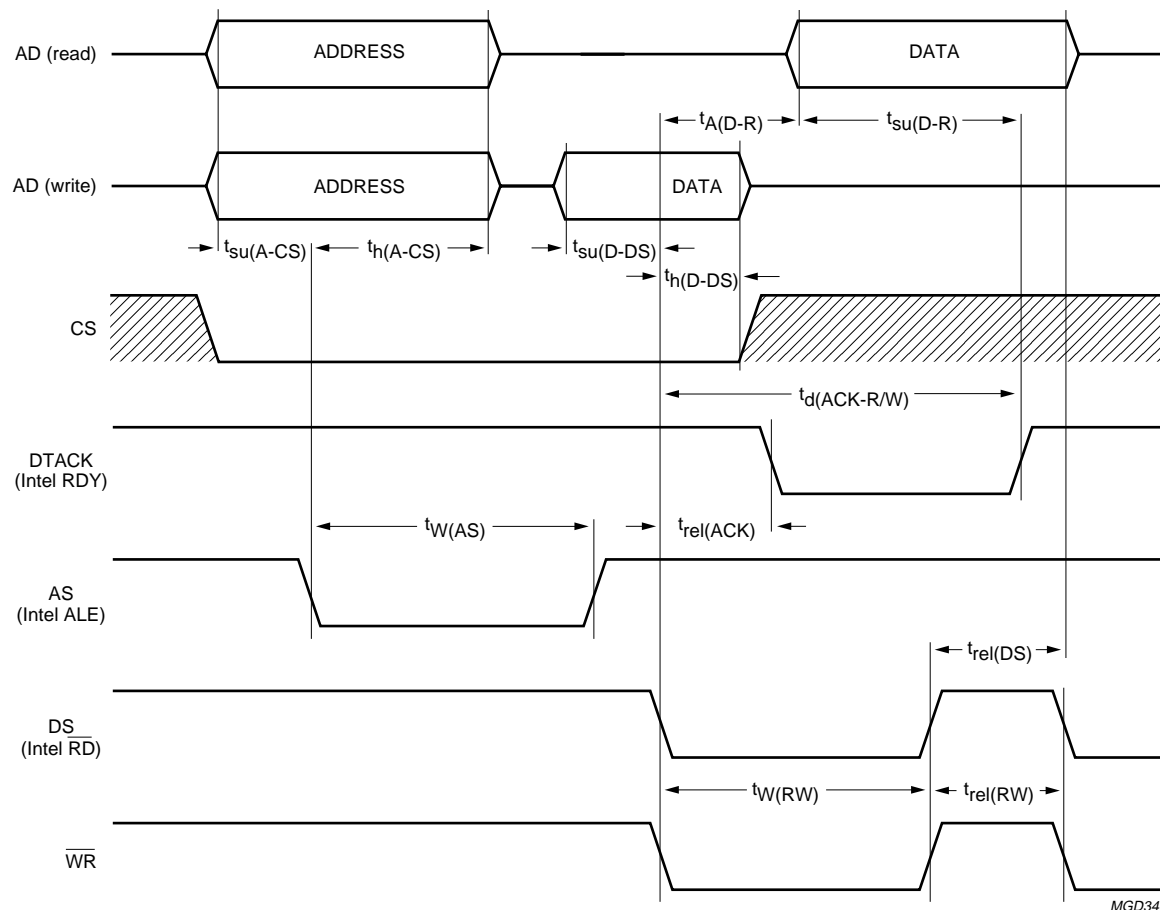 AD (read)
ADDRESS
DATA
tA(D-R)
tsu(D-R)
AD (write)
ADDRESS
DATA
tsu(A-CS)
th(A-CS)
tsu(D-DS)
th(D-DS)
CS
td(ACK-R/W)
DTACK
(Intel RDY)
tW(AS)
trel(ACK)
AS
(Intel ALE)
trel(DS)
DS
(Intel R̅D̅)
tW(RW)
trel(RW)
W̅R̅
MGD34